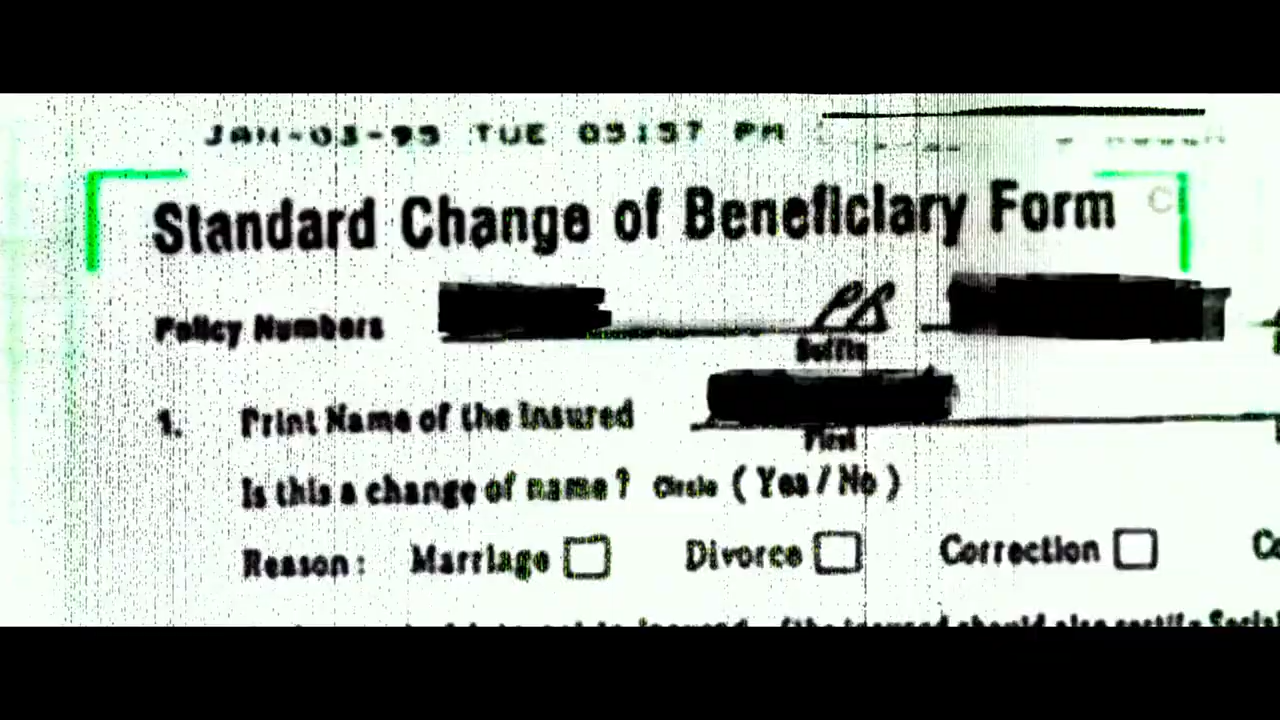 JAN-03-95 TUE 05:57 PM
Standard Change of Beneficiary Form
Policy Numbers
Suffix
1. Print Name of the Insured
First
Is this a change of name? Circle (Yes / No)
Reason: Marriage Divorce Correction